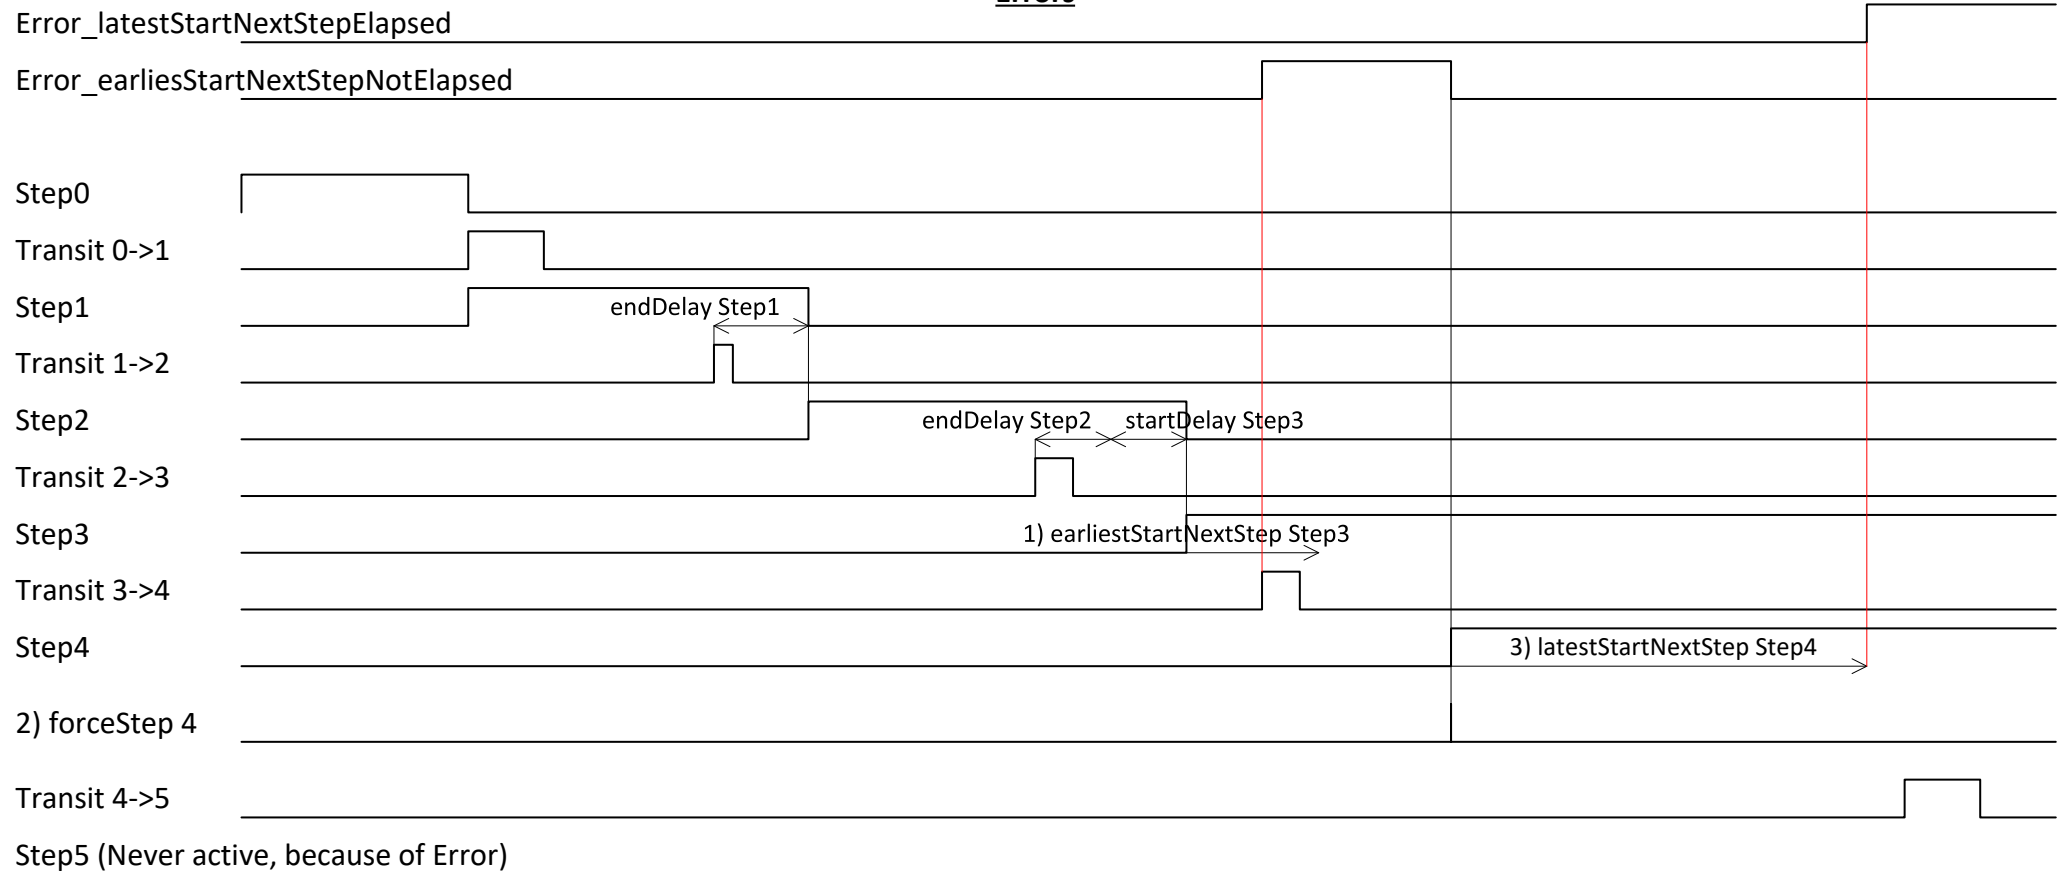 Error_latestStartNextStepElapsed
Error_earliesStartNextStepNotElapsed
Step0
Transit 0->1
Step1
endDelay Step1
Transit 1->2
Step2
endDelay Step2
startDelay Step3
Transit 2->3
Step3
1) earliestStartNextStep Step3
Transit 3->4
Step4
3) latestStartNextStep Step4
2) forceStep 4
Transit 4->5
Step5 (Never active, because of Error)